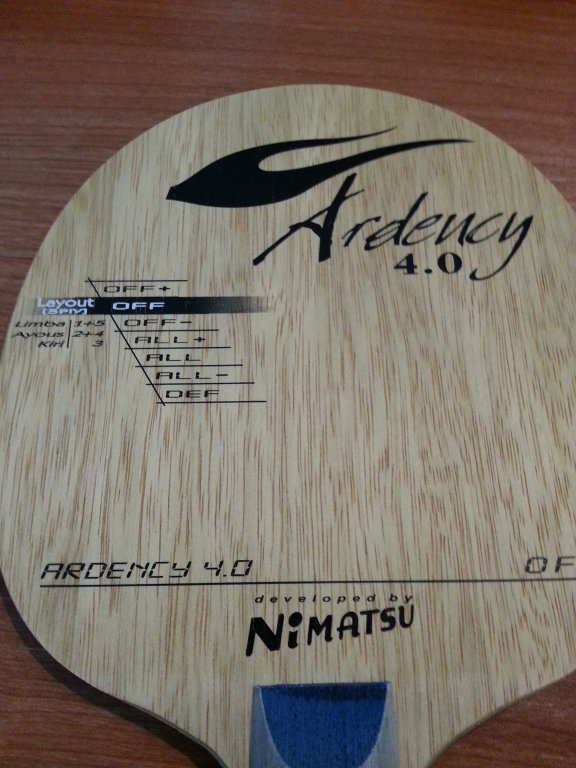 Ardency
4.0
OFF+
Layout OFF
(5PLY)
Limba 1+5 OFF-
Ayous 2+4 ALL+
Kiri 3 ALL
ALL-
DEF
ARDENCY 4.0 OF
developed by
NiMATSU